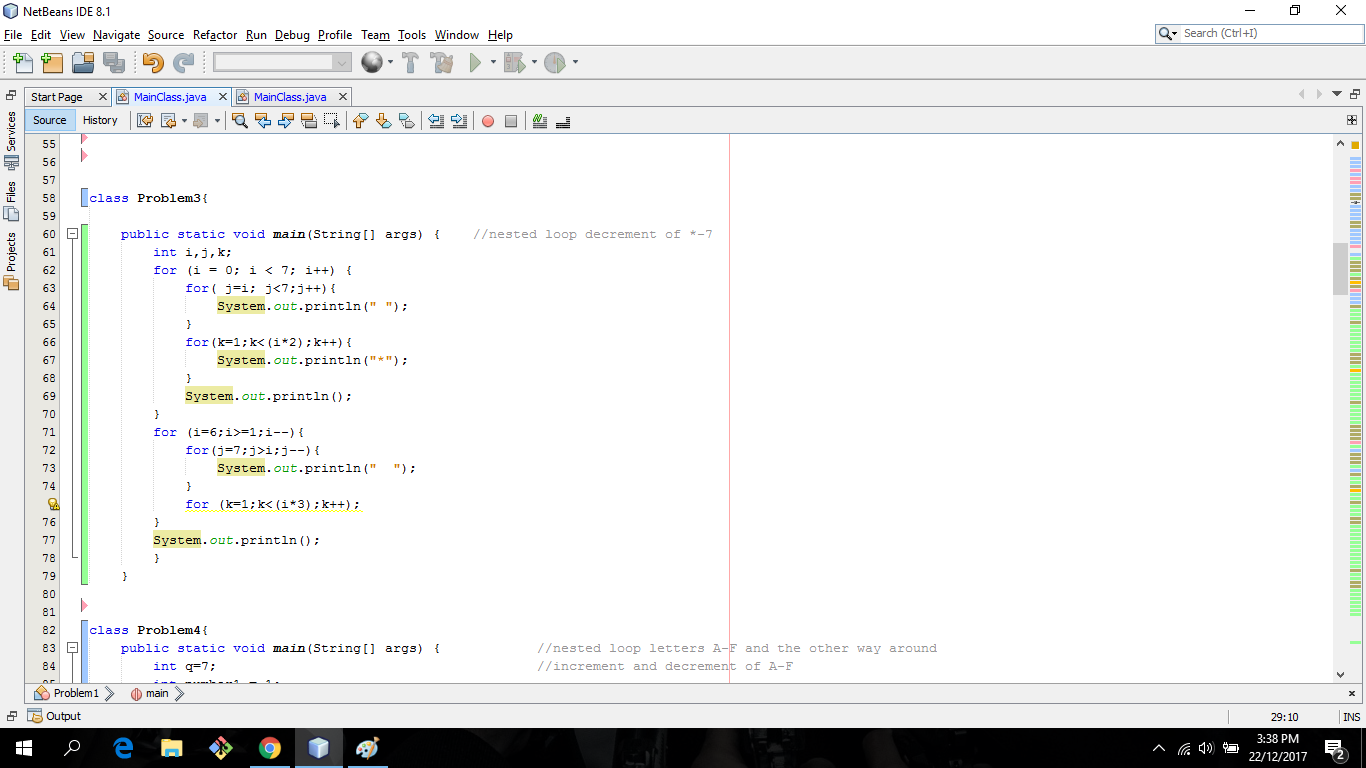 NetBeans IDE 8.1
File Edit View Navigate Source Refactor Run Debug Profile Team Tools Window Help
Search (Ctrl+I)
Start Page MainClass.java MainClass.java
Source History
Services
Files
Projects
55
56
57
58 class Problem3{
59
60 public static void main(String[] args) { //nested loop decrement of *-7
61 int i,j,k;
62 for (i = 0; i < 7; i++) {
63 for( j=i; j<7;j++){
64 System.out.println(" ");
65 }
66 for(k=1;k<(i*2);k++){
67 System.out.println("*");
68 }
69 System.out.println();
70 }
71 for (i=6;i>=1;i--){
72 for(j=7;j>i;j--){
73 System.out.println("  ");
74 }
for (k=1;k<(i*3);k++);
76 }
77 System.out.println();
78 }
79 }
80
81
82 class Problem4{
83 public static void main(String[] args) { //nested loop letters A-F and the other way around
84 int q=7; //increment and decrement of A-F
Problem1 main
Output
29:10 INS
3:38 PM
22/12/2017
2